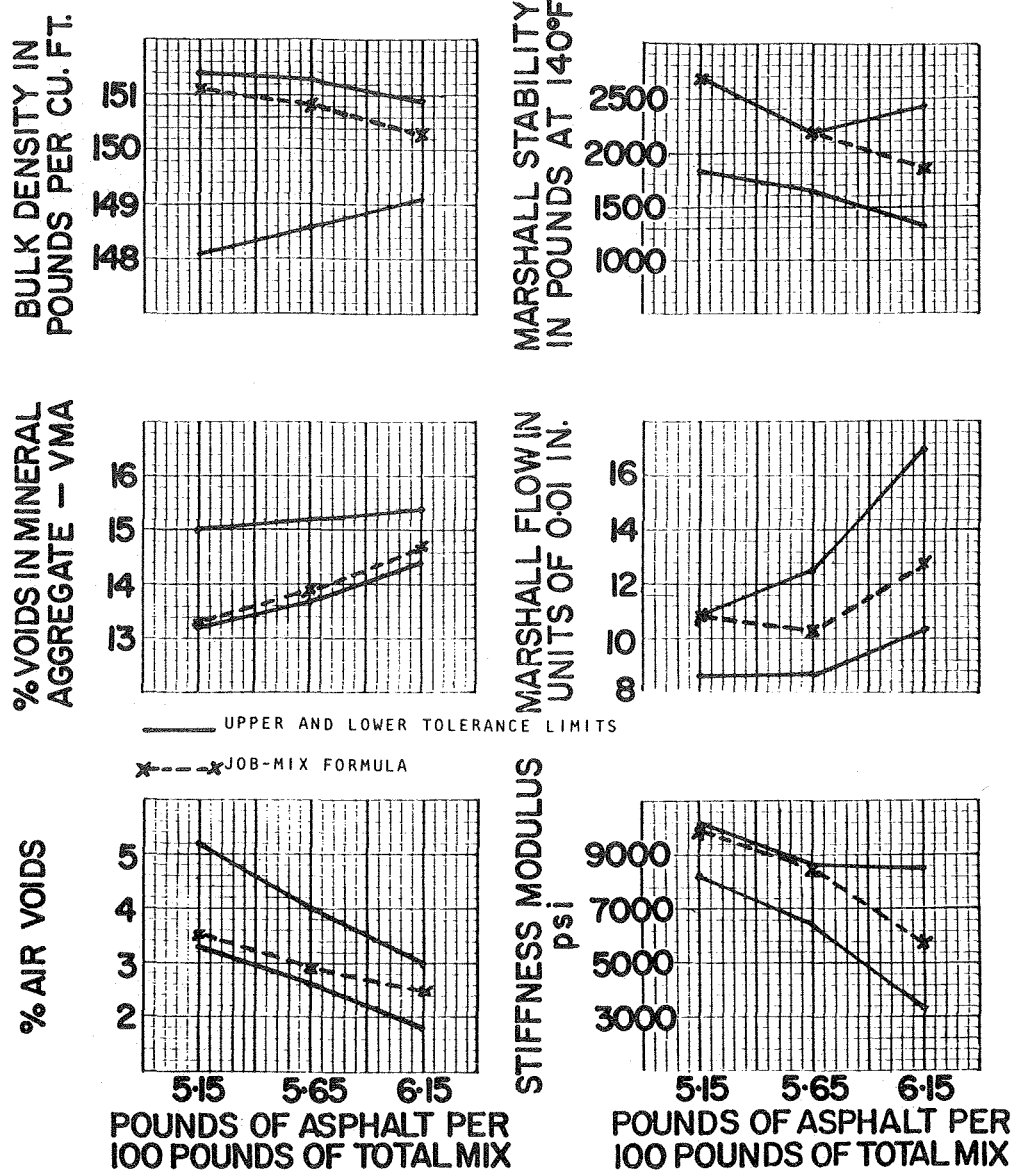 BULK DENSITY IN
POUNDS PER CU. FT.
151
150
149
148
MARSHALL STABILITY
IN POUNDS AT 140°F
2500
2000
1500
1000
% VOIDS IN MINERAL
AGGREGATE — VMA
16
15
14
13
MARSHALL FLOW IN
UNITS OF 0·01 IN.
16
14
12
10
8
UPPER AND LOWER TOLERANCE LIMITS
JOB-MIX FORMULA
% AIR VOIDS
5
4
3
2
5·15 5·65 6·15
POUNDS OF ASPHALT PER
100 POUNDS OF TOTAL MIX
STIFFNESS MODULUS
psi
9000
7000
5000
3000
5·15 5·65 6·15
POUNDS OF ASPHALT PER
100 POUNDS OF TOTAL MIX